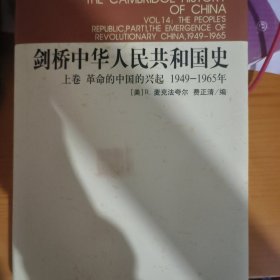 THE CAMBRIDGE HISTORY
OF CHINA
VOL.14. THE PEOPLE'S
REPUBLIC,PART1,THE EMERGENCE OF
REVOLUTIONARY CHINA,1949-1965
剑桥中华人民共和国史
上卷 革命的中国的兴起 1949-1965年
[美]R. 麦克法夸尔 费正清/编